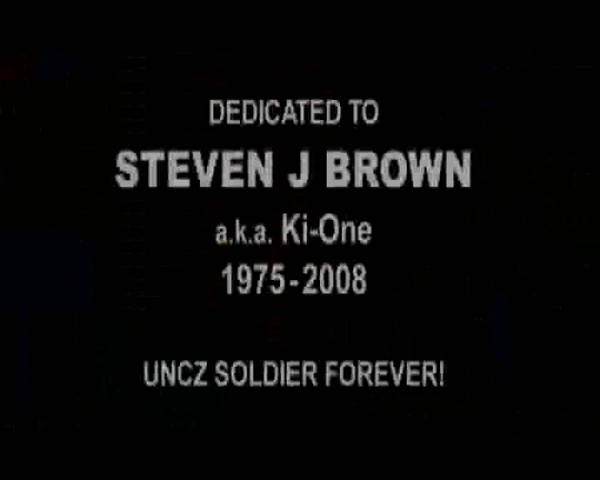 DEDICATED TO
STEVEN J BROWN
a.k.a. Ki-One
1975-2008
UNCZ SOLDIER FOREVER!